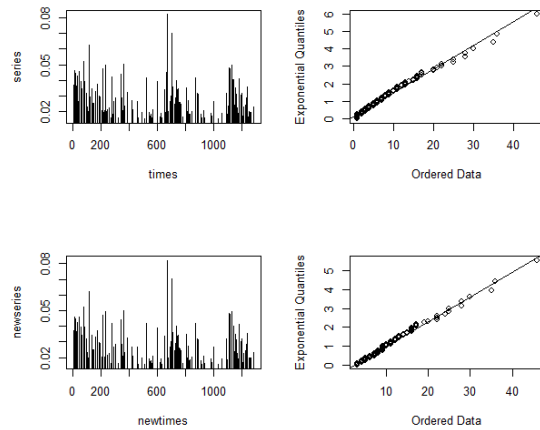 series
0.08
0.05
0.02
0 200 600 1000
times
Exponential Quantiles
6
5
4
3
2
1
0
0 10 20 30 40
Ordered Data
newseries
0.08
0.05
0.02
0 200 600 1000
newtimes
Exponential Quantiles
5
4
3
2
1
0
0 10 20 30 40
Ordered Data